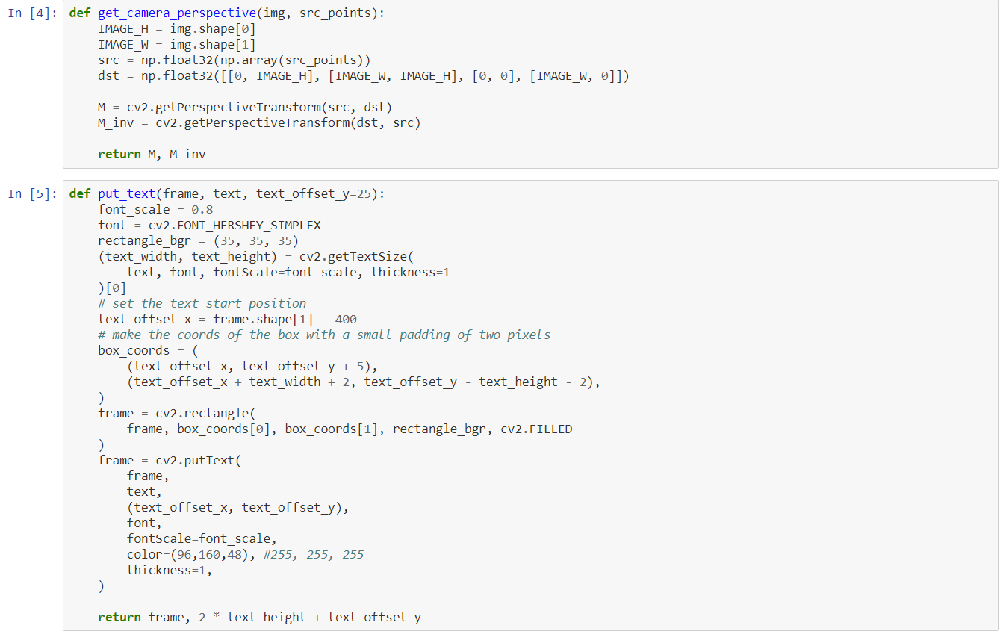 In [4]: def get_camera_perspective(img, src_points):
    IMAGE_H = img.shape[0]
    IMAGE_W = img.shape[1]
    src = np.float32(np.array(src_points))
    dst = np.float32([[0, IMAGE_H], [IMAGE_W, IMAGE_H], [0, 0], [IMAGE_W, 0]])

    M = cv2.getPerspectiveTransform(src, dst)
    M_inv = cv2.getPerspectiveTransform(dst, src)

    return M, M_inv

In [5]: def put_text(frame, text, text_offset_y=25):
    font_scale = 0.8
    font = cv2.FONT_HERSHEY_SIMPLEX
    rectangle_bgr = (35, 35, 35)
    (text_width, text_height) = cv2.getTextSize(
        text, font, fontScale=font_scale, thickness=1
    )[0]
    # set the text start position
    text_offset_x = frame.shape[1] - 400
    # make the coords of the box with a small padding of two pixels
    box_coords = (
        (text_offset_x, text_offset_y + 5),
        (text_offset_x + text_width + 2, text_offset_y - text_height - 2),
    )
    frame = cv2.rectangle(
        frame, box_coords[0], box_coords[1], rectangle_bgr, cv2.FILLED
    )
    frame = cv2.putText(
        frame,
        text,
        (text_offset_x, text_offset_y),
        font,
        fontScale=font_scale,
        color=(96,160,48), #255, 255, 255
        thickness=1,
    )

    return frame, 2 * text_height + text_offset_y